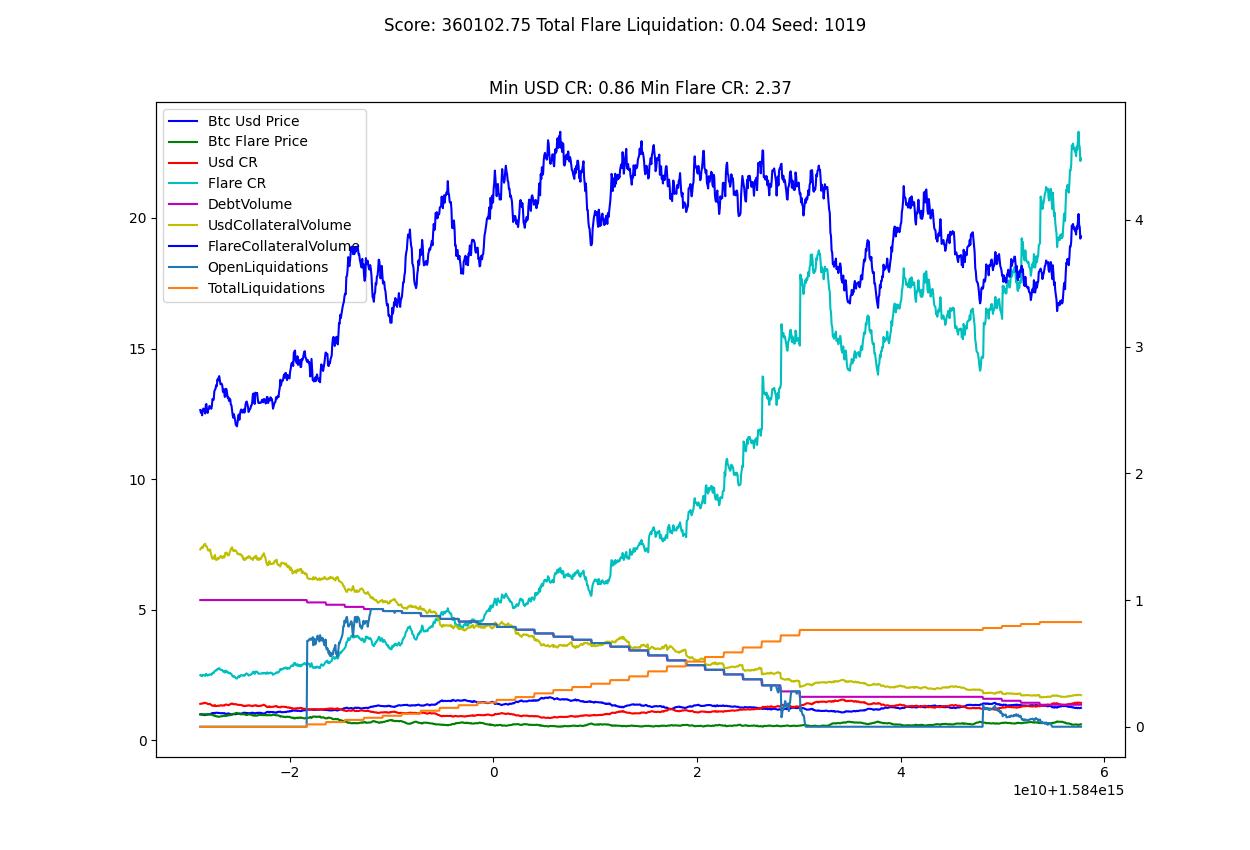 Score: 360102.75 Total Flare Liquidation: 0.04 Seed: 1019
Min USD CR: 0.86 Min Flare CR: 2.37
Btc Usd Price
Btc Flare Price
Usd CR
Flare CR
DebtVolume
UsdCollateralVolume
FlareCollateralVolume
OpenLiquidations
TotalLiquidations
20
15
10
5
0
4
3
2
1
0
−2
0
2
4
6
1e10+1.584e15